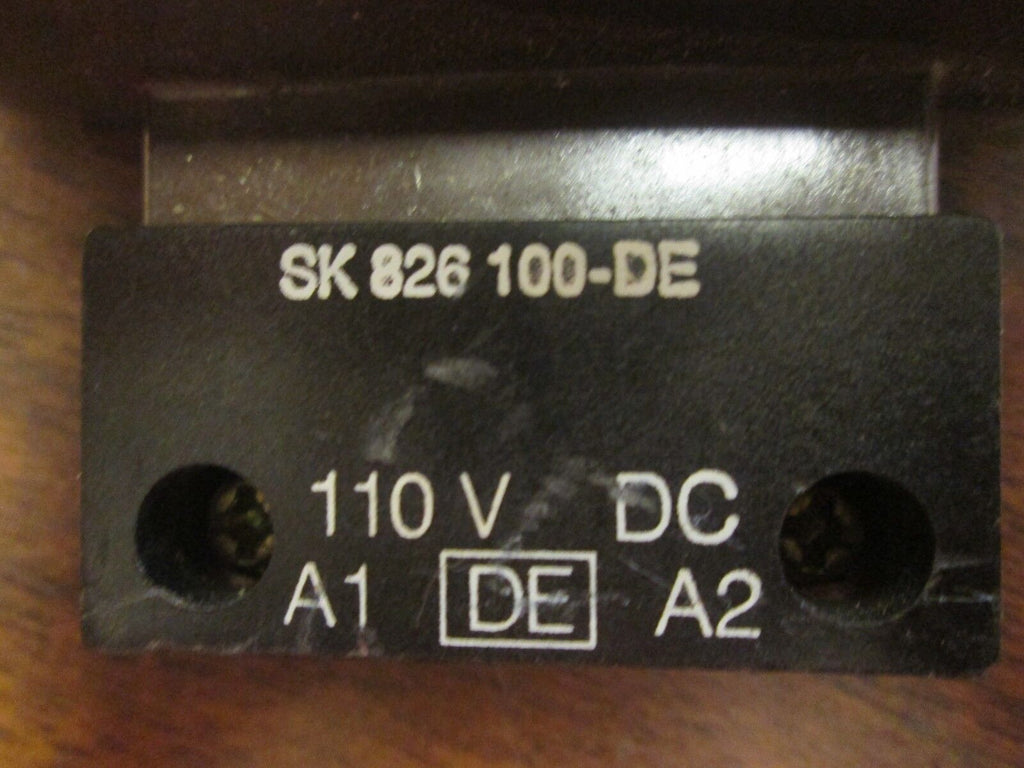 SK 826 100-DE
110 V DC
A1 DE A2